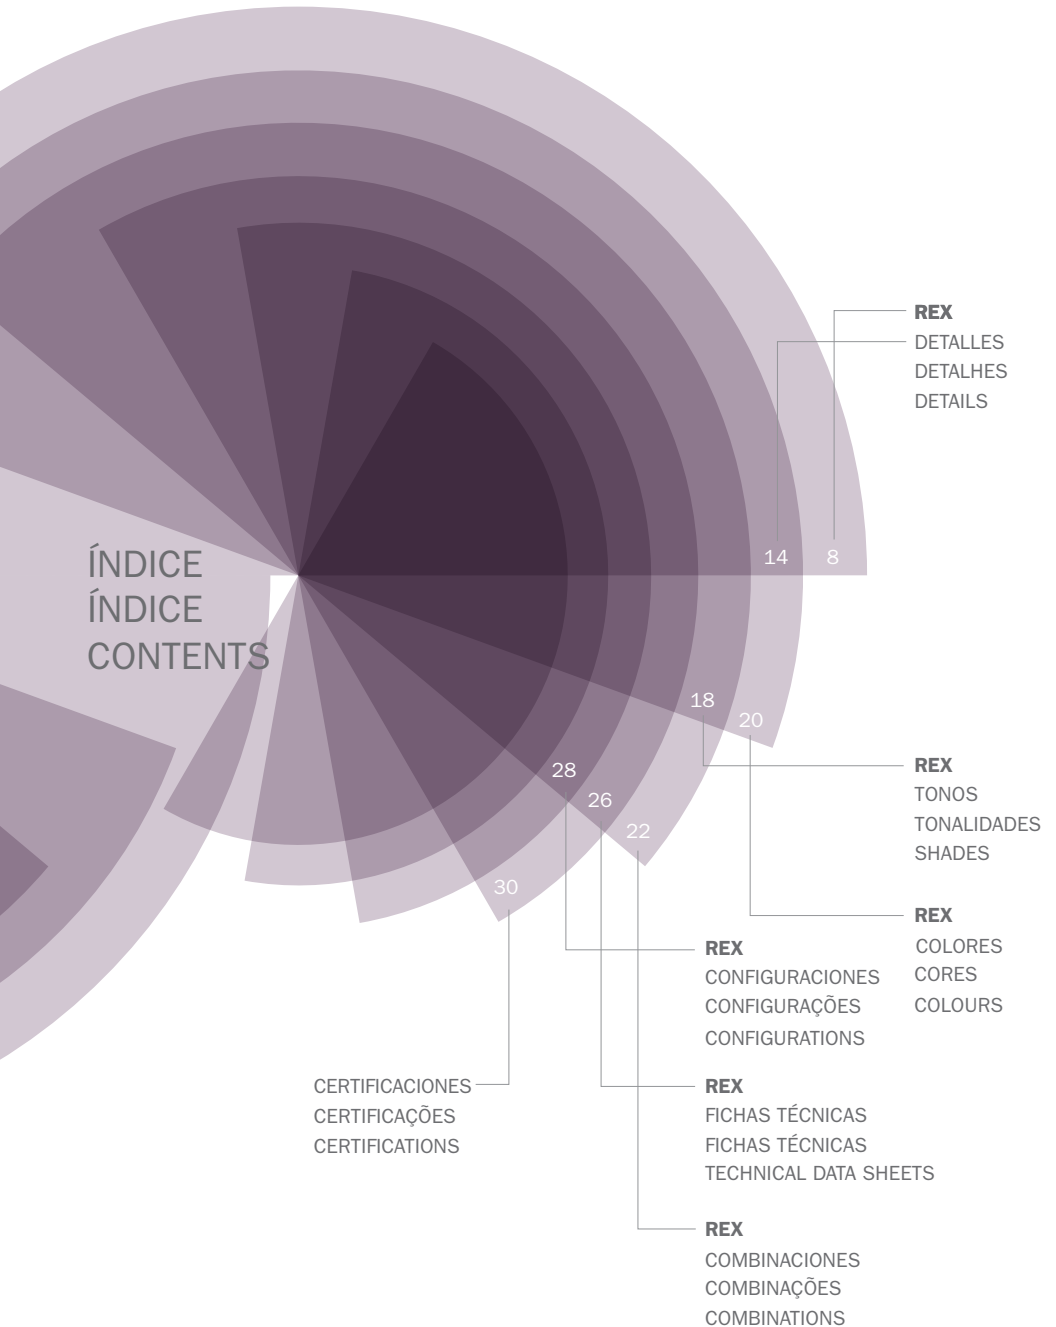 ÍNDICE
ÍNDICE
CONTENTS
REX
DETALLES
DETALHES
DETAILS
14 8
18
20
REX
TONOS
TONALIDADES
SHADES
28
26
22
30
REX
COLORES
CORES
COLOURS
REX
CONFIGURACIONES
CONFIGURAÇÕES
CONFIGURATIONS
CERTIFICACIONES
CERTIFICAÇÕES
CERTIFICATIONS
REX
FICHAS TÉCNICAS
FICHAS TÉCNICAS
TECHNICAL DATA SHEETS
REX
COMBINACIONES
COMBINAÇÕES
COMBINATIONS